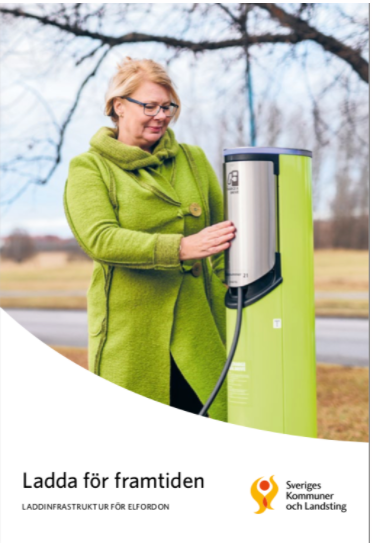 Ladda för framtiden
LADDINFRASTRUKTUR FÖR ELFORDON
Sveriges
Kommuner
och Landsting